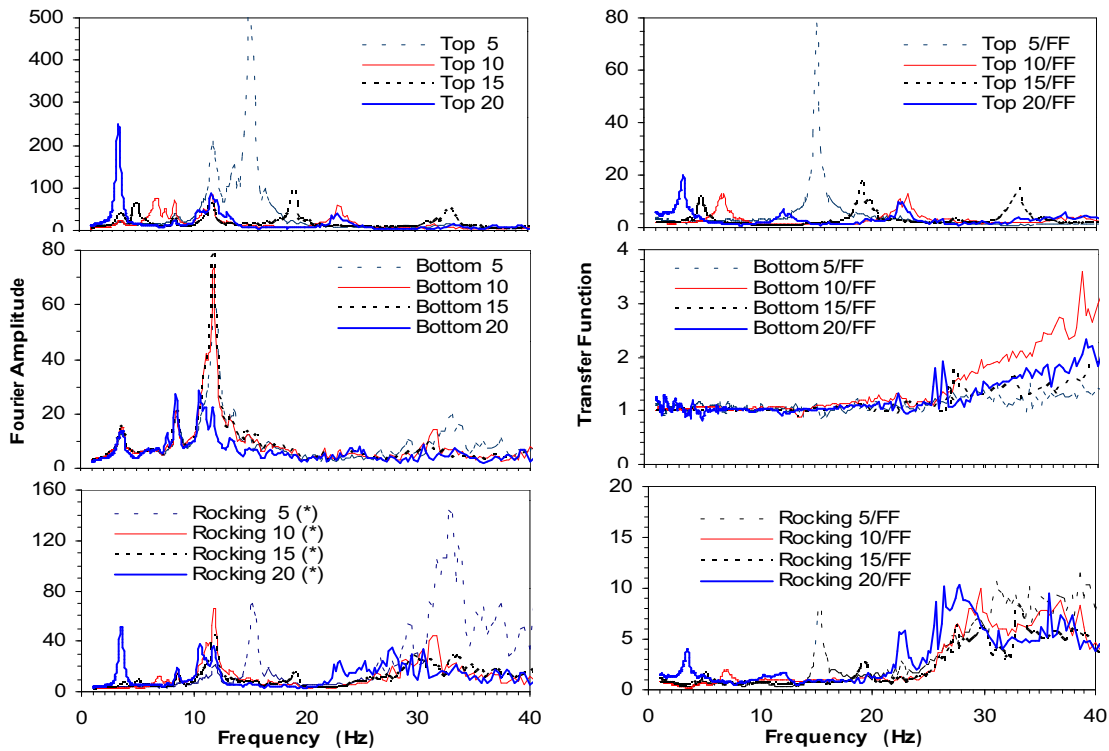 500
400
300
200
100
0
Top 5
Top 10
Top 15
Top 20
80
60
40
20
0
Top 5/FF
Top 10/FF
Top 15/FF
Top 20/FF
Fourier Amplitude
80
60
40
20
0
Bottom 5
Bottom 10
Bottom 15
Bottom 20
Transfer Function
4
3
2
1
0
Bottom 5/FF
Bottom 10/FF
Bottom 15/FF
Bottom 20/FF
160
120
80
40
0
Rocking 5 (*)
Rocking 10 (*)
Rocking 15 (*)
Rocking 20 (*)
0 10 20 30 40
Frequency (Hz)
20
15
10
5
0
Rocking 5/FF
Rocking 10/FF
Rocking 15/FF
Rocking 20/FF
0 10 20 30 40
Frequency (Hz)